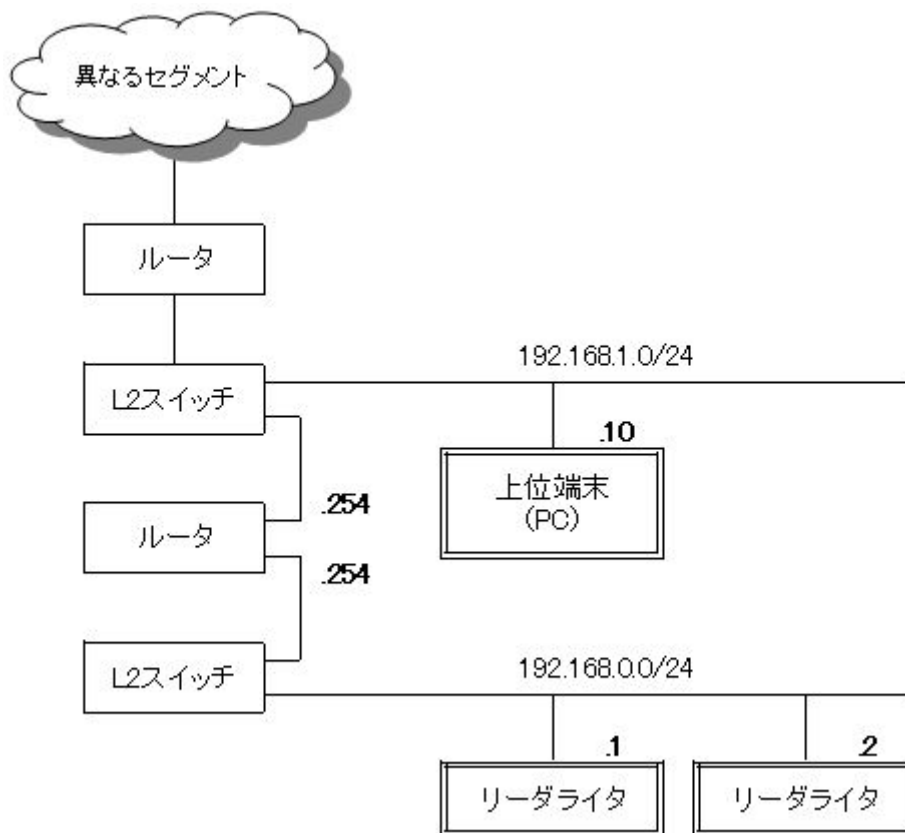 異なるセグメント
ルータ
192.168.1.0/24
L2スイッチ
.10
上位端末
(PC)
.254
ルータ
.254
L2スイッチ
192.168.0.0/24
.1
.2
リーダライタ
リーダライタ